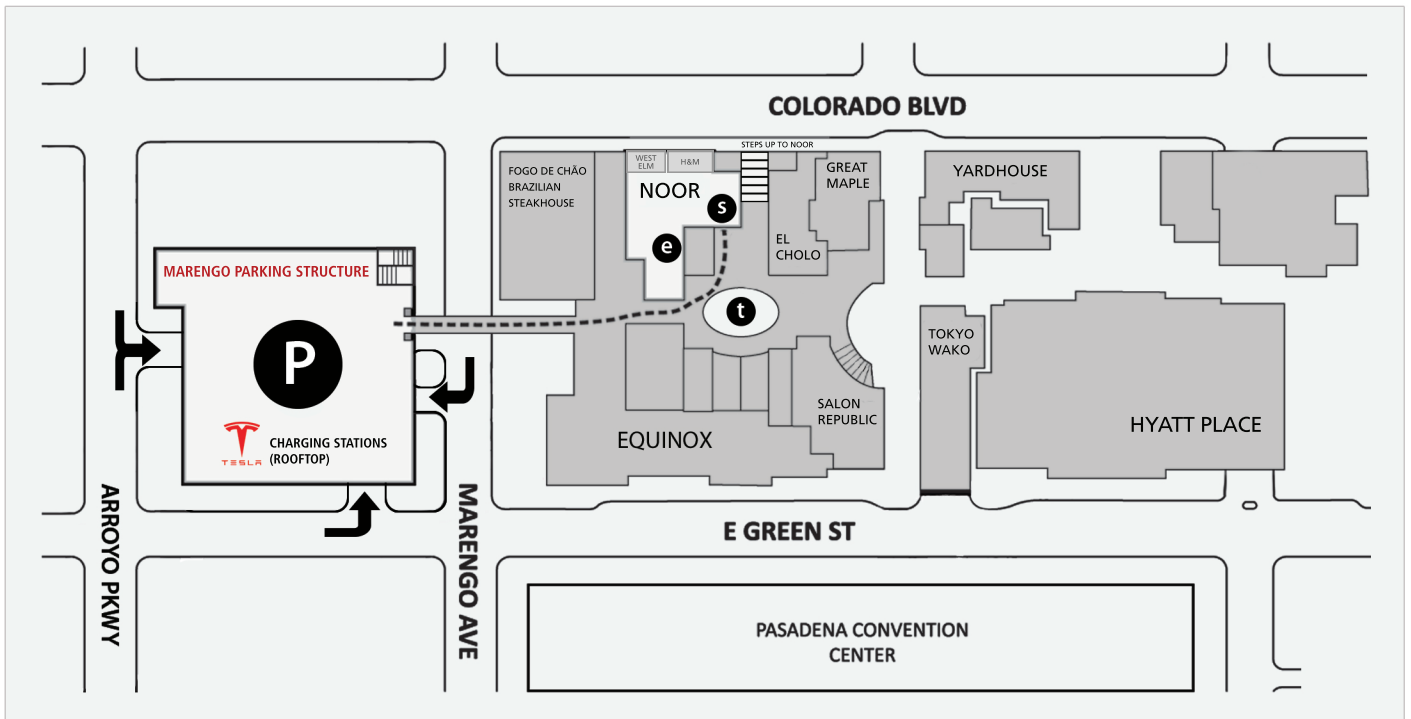 COLORADO BLVD
STEPS UP TO NOOR
FOGO DE CHÃO
BRAZILIAN
STEAKHOUSE
WEST
ELM
H&M
NOOR
s
e
GREAT
MAPLE
EL
CHOLO
YARDHOUSE
MARENGO PARKING STRUCTURE
P
t
TOKYO
WAKO
TESLA
CHARGING STATIONS
(ROOFTOP)
EQUINOX
SALON
REPUBLIC
HYATT PLACE
ARROYO PKWY
MARENGO AVE
E GREEN ST
PASADENA CONVENTION
CENTER